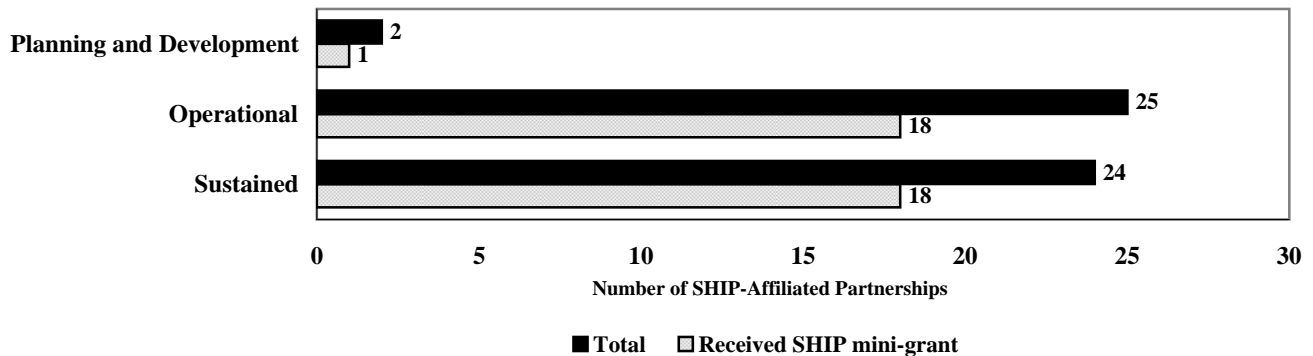 Planning and Development
2
1
Operational
25
18
Sustained
24
18
0 5 10 15 20 25 30
Number of SHIP-Affiliated Partnerships
Total Received SHIP mini-grant